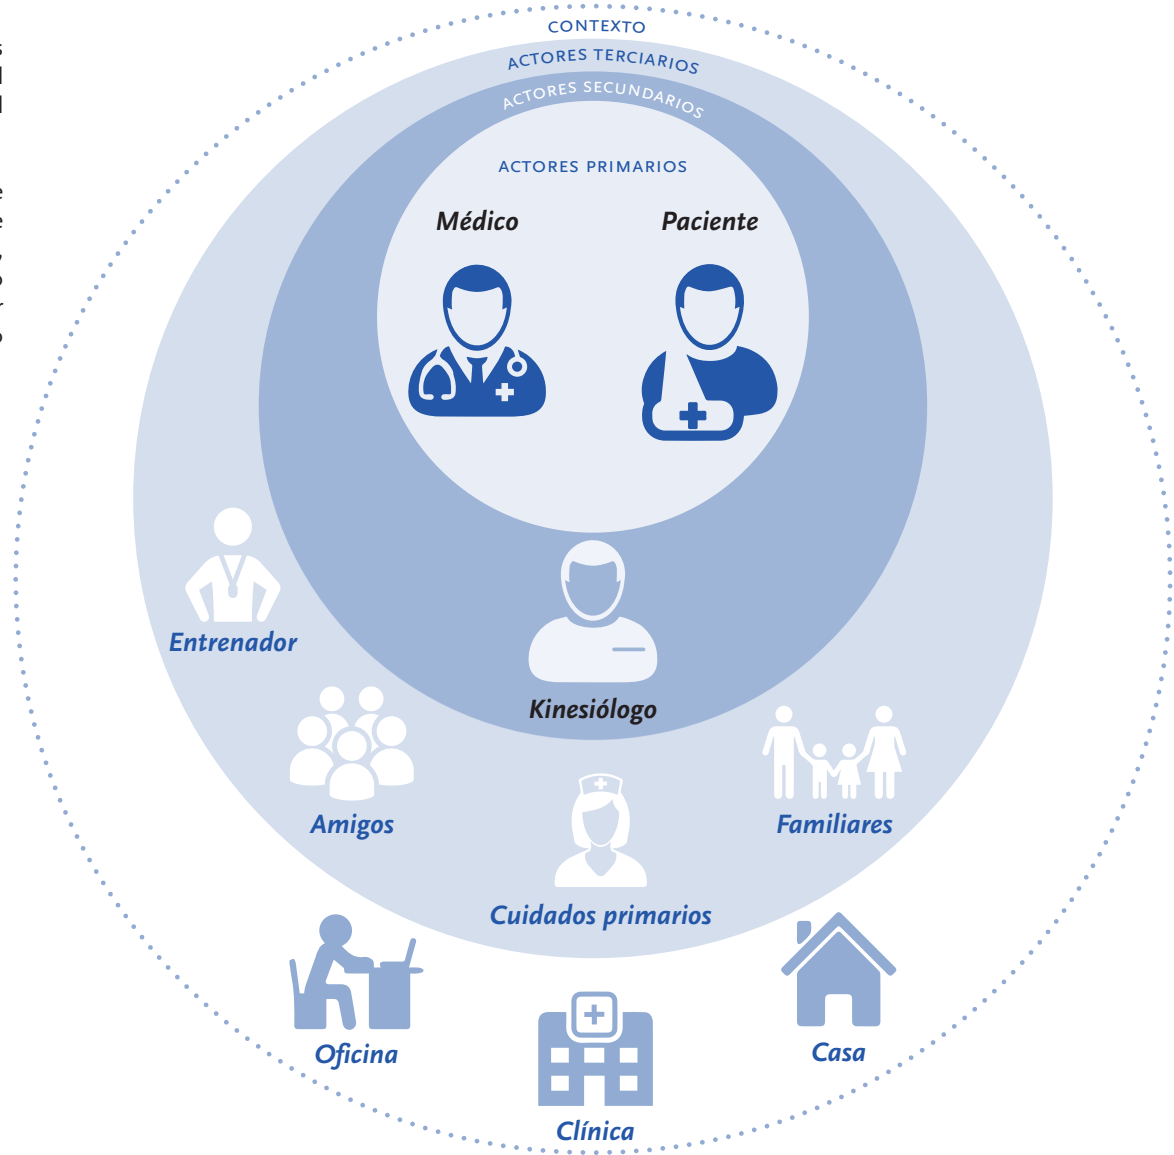 CONTEXTO
ACTORES TERCIARIOS
ACTORES SECUNDARIOS
ACTORES PRIMARIOS
Médico
Paciente
Entrenador
Kinesiólogo
Amigos
Familiares
Cuidados primarios
Oficina
Casa
Clínica